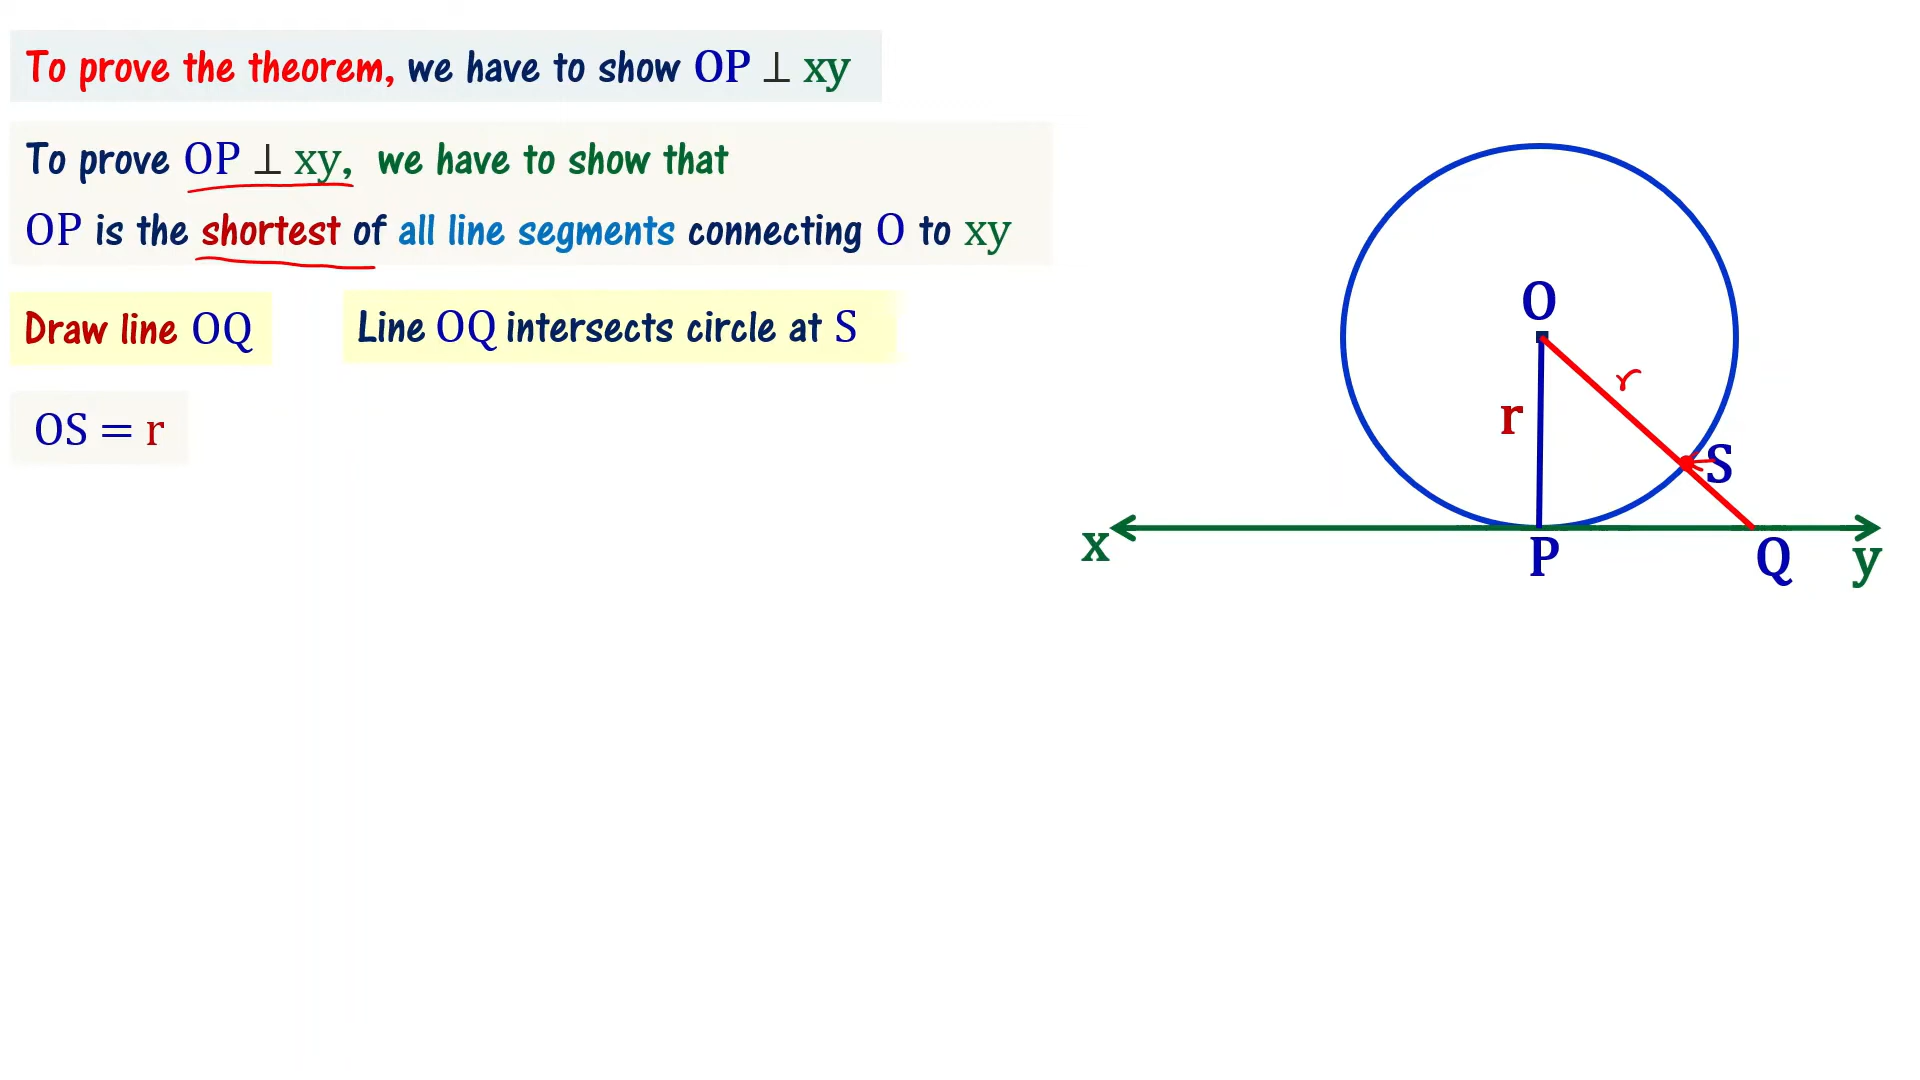 To prove the theorem, we have to show OP ⊥ xy
To prove OP ⊥ xy, we have to show that
OP is the shortest of all line segments connecting O to xy
Draw line OQ
Line OQ intersects circle at S
OS = r
O
r
r
S
x
P
Q
y